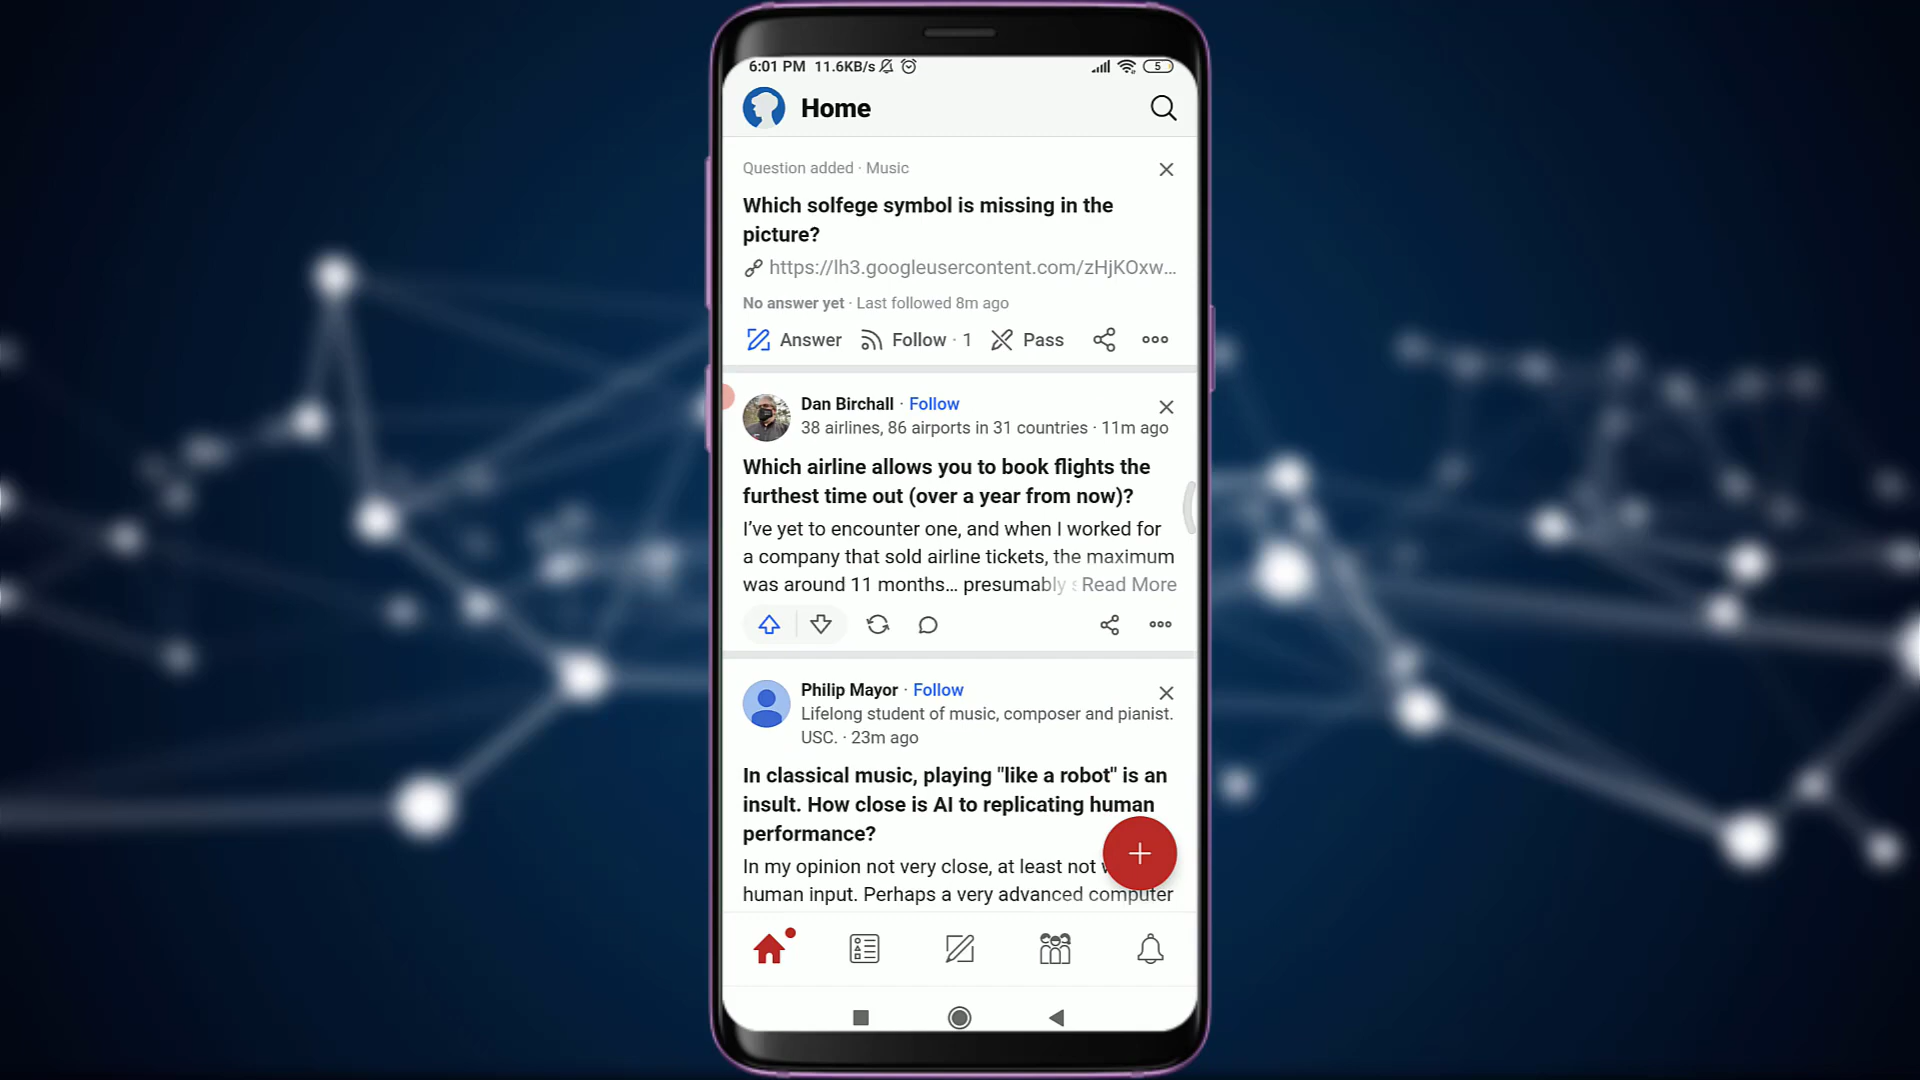 6:01 PM 11.6KB/s 5
Home
Question added · Music
Which solfege symbol is missing in the
picture?
https://lh3.googleusercontent.com/zHjKOxw...
No answer yet · Last followed 8m ago
Answer Follow · 1 Pass
Dan Birchall · Follow
38 airlines, 86 airports in 31 countries · 11m ago
Which airline allows you to book flights the
furthest time out (over a year from now)?
I've yet to encounter one, and when I worked for
a company that sold airline tickets, the maximum
was around 11 months... presumably Read More
Philip Mayor · Follow
Lifelong student of music, composer and pianist.
USC. · 23m ago
In classical music, playing "like a robot" is an
insult. How close is AI to replicating human
performance?
In my opinion not very close, at least not
human input. Perhaps a very advanced computer